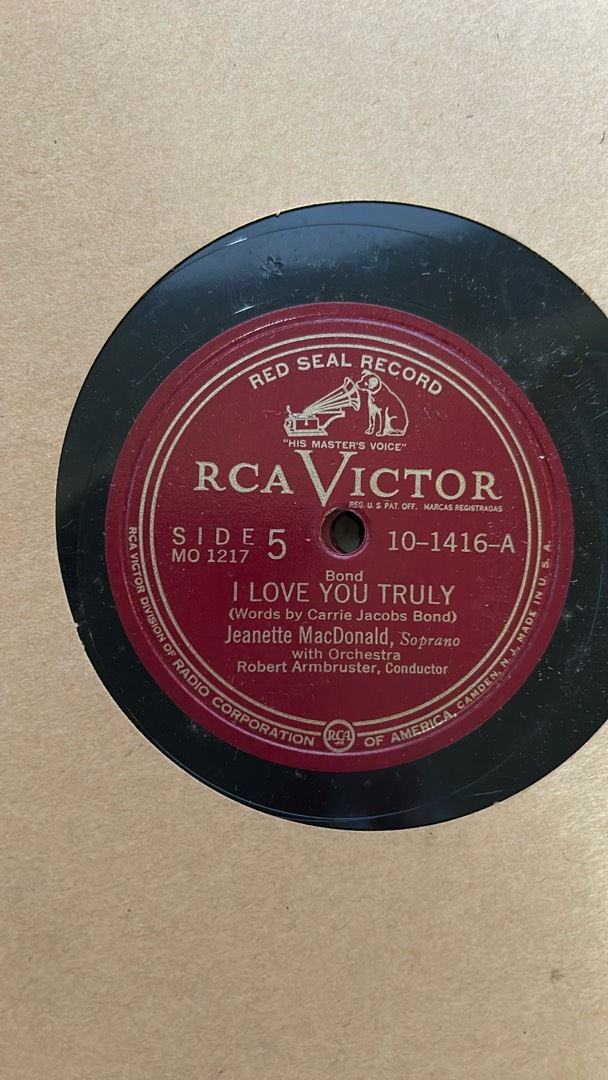 RED SEAL RECORD
"HIS MASTER'S VOICE"
RCA VICTOR
REG. U. S. PAT. OFF. MARCAS REGISTRADAS
SIDE 5
MO 1217
10-1416-A
Bond
I LOVE YOU TRULY
(Words by Carrie Jacobs Bond)
Jeanette MacDonald, Soprano
with Orchestra
Robert Armbruster, Conductor
RCA VICTOR DIVISION OF RADIO CORPORATION OF AMERICA, CAMDEN, N. J. MADE IN U. S. A.
RCA